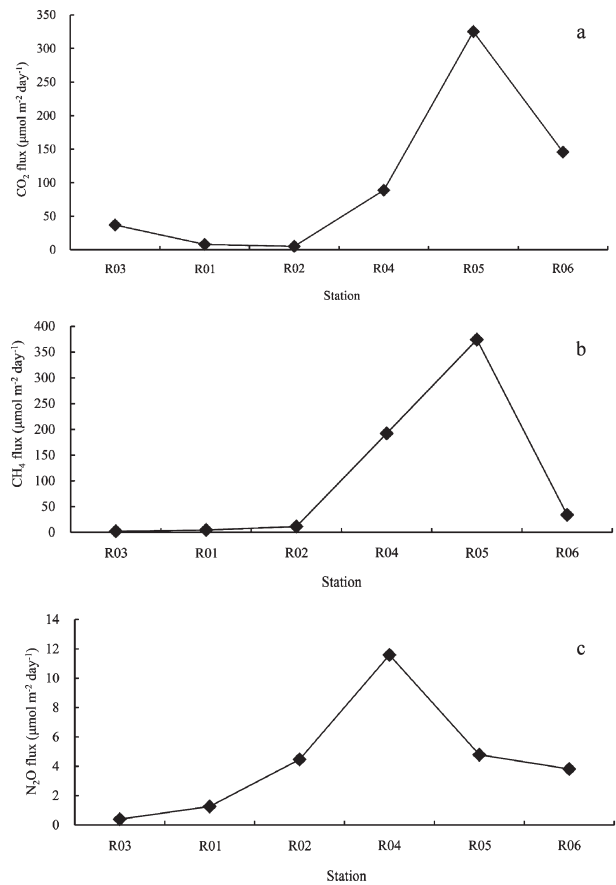 350
300
250
200
150
100
50
0
CO₂ flux (μmol m⁻² day⁻¹)
a
R03 R01 R02 R04 R05 R06
Station
400
350
300
250
200
150
100
50
0
CH₄ flux (μmol m⁻² day⁻¹)
b
R03 R01 R02 R04 R05 R06
Station
14
12
10
8
6
4
2
0
N₂O flux (μmol m⁻² day⁻¹)
c
R03 R01 R02 R04 R05 R06
Station